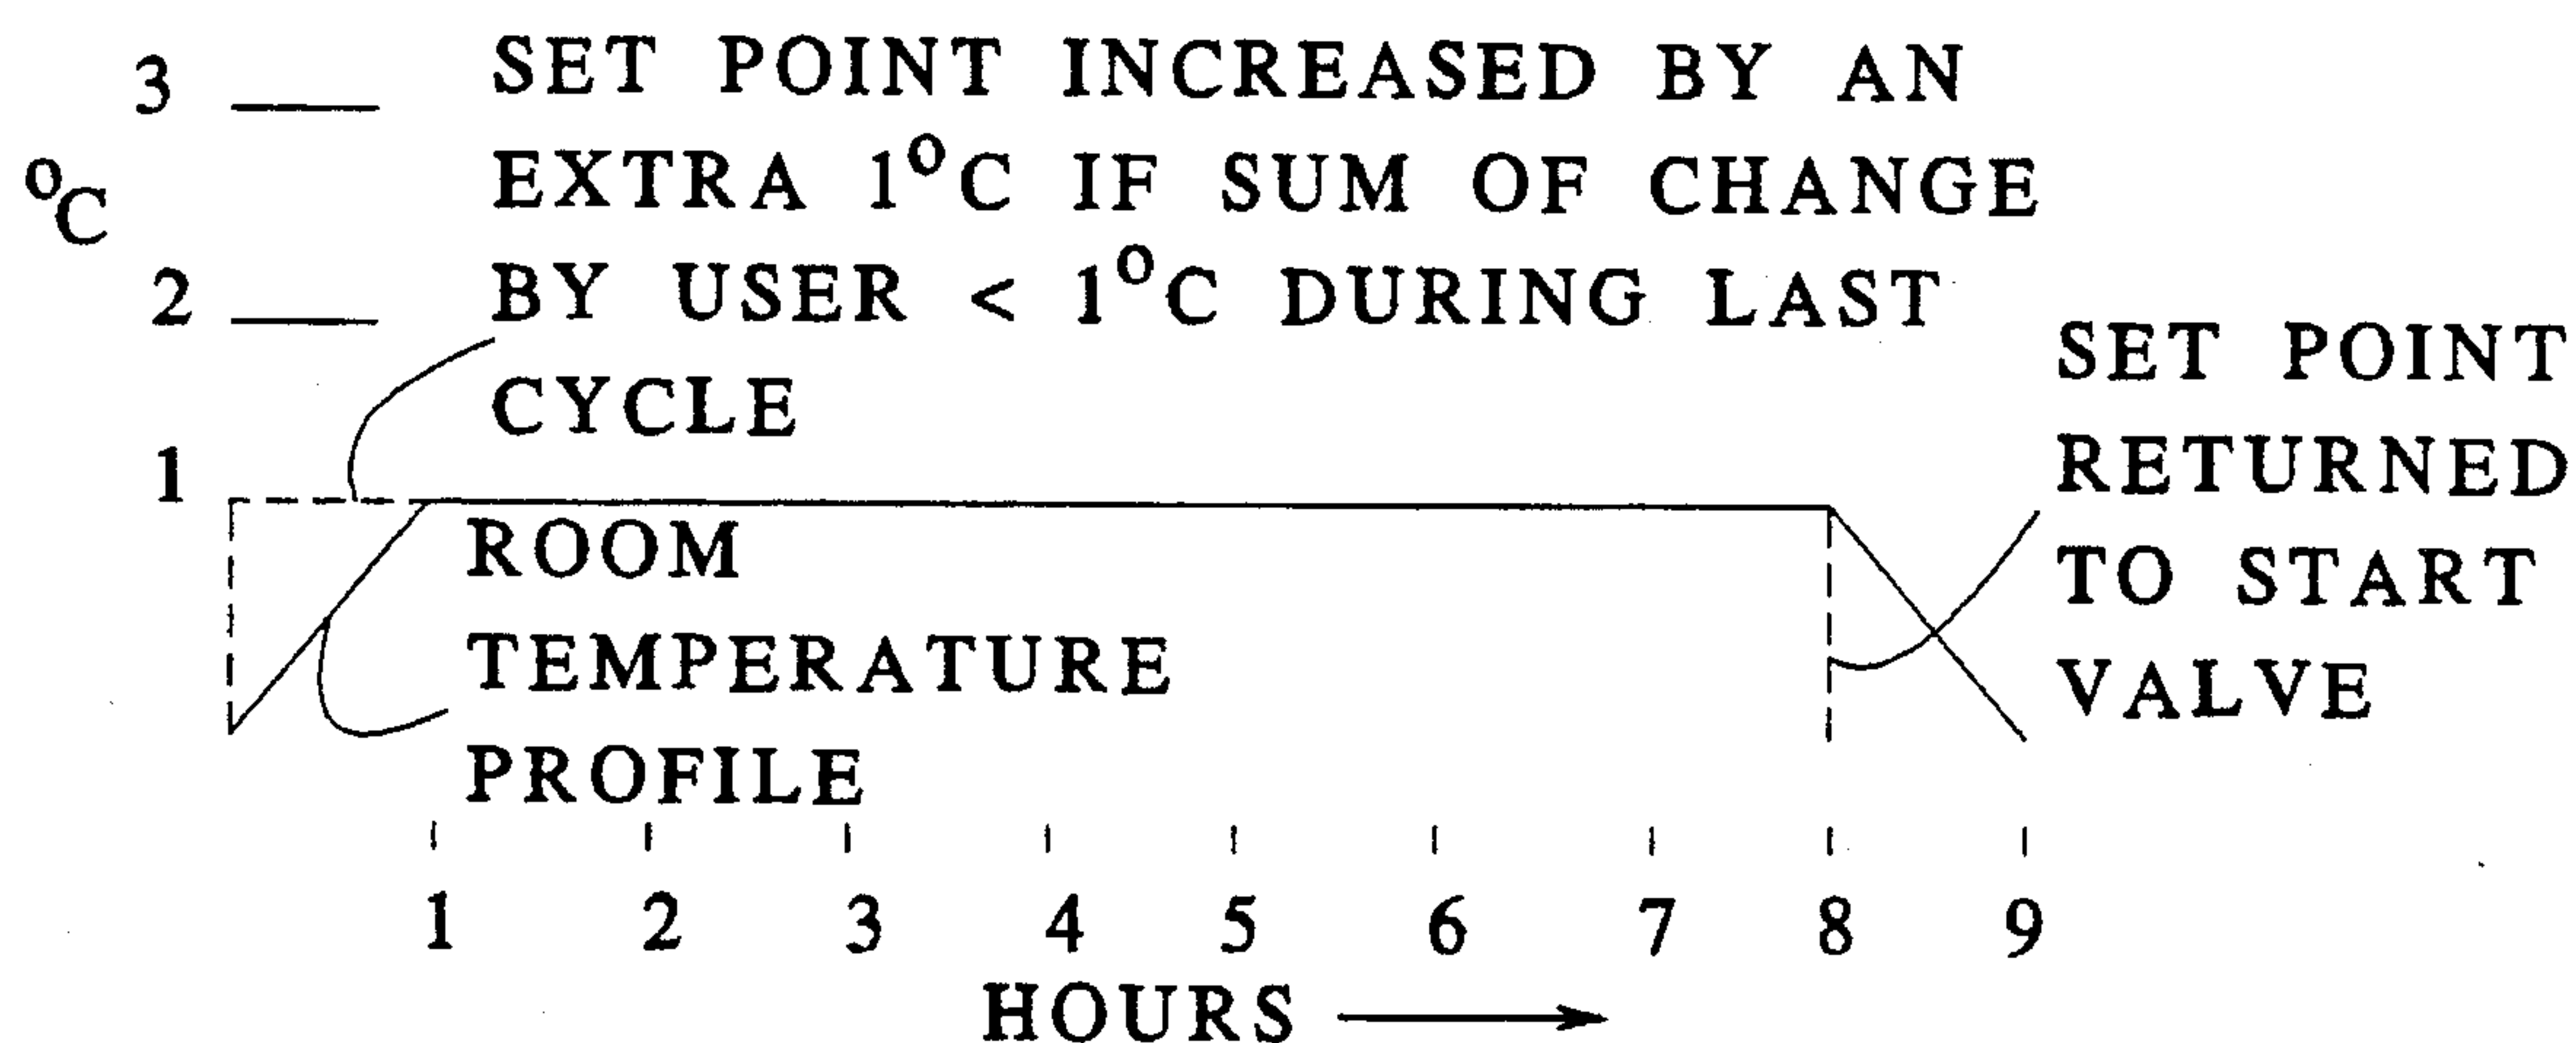 3
SET POINT INCREASED BY AN
EXTRA 1°C IF SUM OF CHANGE
°C
2
BY USER < 1°C DURING LAST
CYCLE
SET POINT
RETURNED
TO START
VALVE
1
ROOM
TEMPERATURE
PROFILE
1 2 3 4 5 6 7 8 9
HOURS